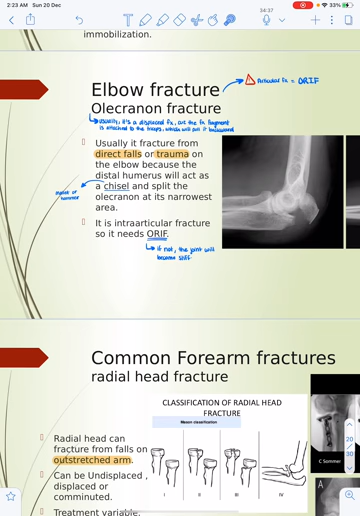 2:23 AM Sun 20 Dec
34:37
33%
immobilization.
Elbow fracture
Articular fx = ORIF
Olecranon fracture
usually, it's a displaced fx, as the fx fragment
is attached to the triceps, which will pull it backward
Usually it fracture from
direct falls or trauma on
the elbow because the
distal humerus will act as
a chisel and split the
olecranon at its narrowest
area.
It is intraarticular fracture
so it needs ORIF.
if not, the joint will
become stiff
Common Forearm fractures
radial head fracture
CLASSIFICATION OF RADIAL HEAD
FRACTURE
Mason classification
I II III IV
Radial head can
fracture from falls on
outstretched arm.
Can be Undisplaced ,
displaced or
comminuted.
Treatment variable.
C Sommer
A
20
30